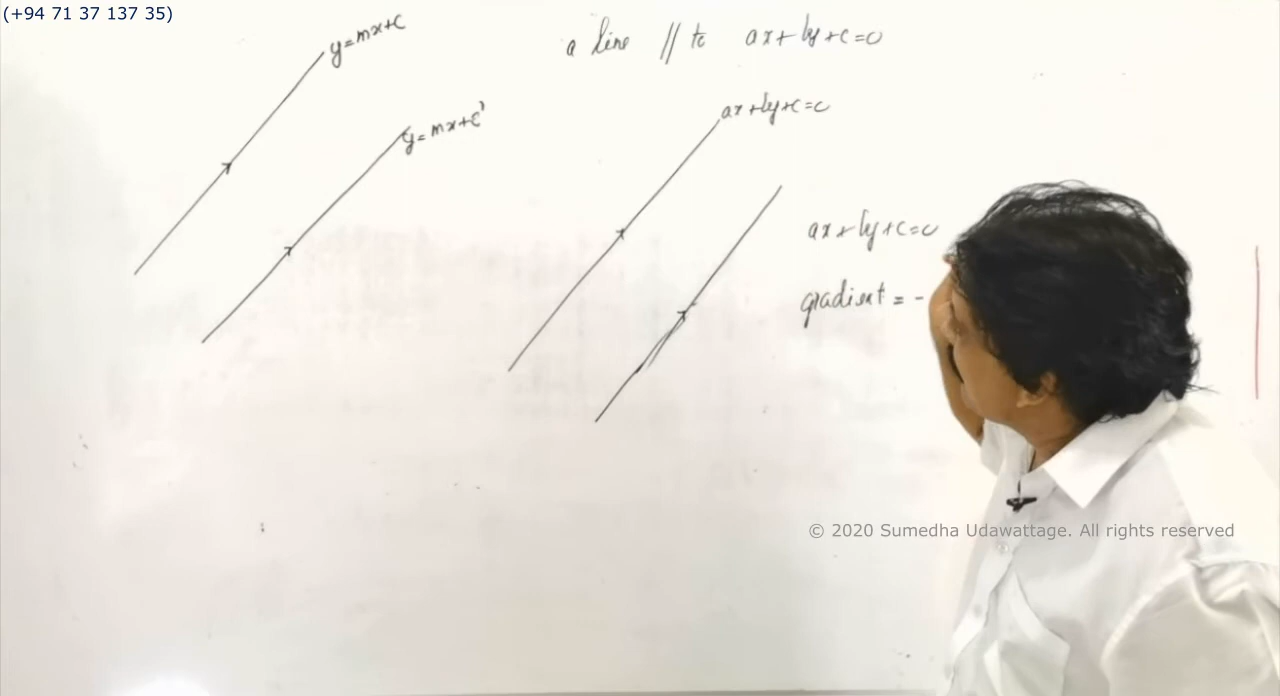 (+94 71 37 137 35)
y=mx+c
a line // to ax+by+c=0
y=mx+c'
ax+by+c=0
ax+by+c=0
gradient = -
© 2020 Sumedha Udawattage. All rights reserved